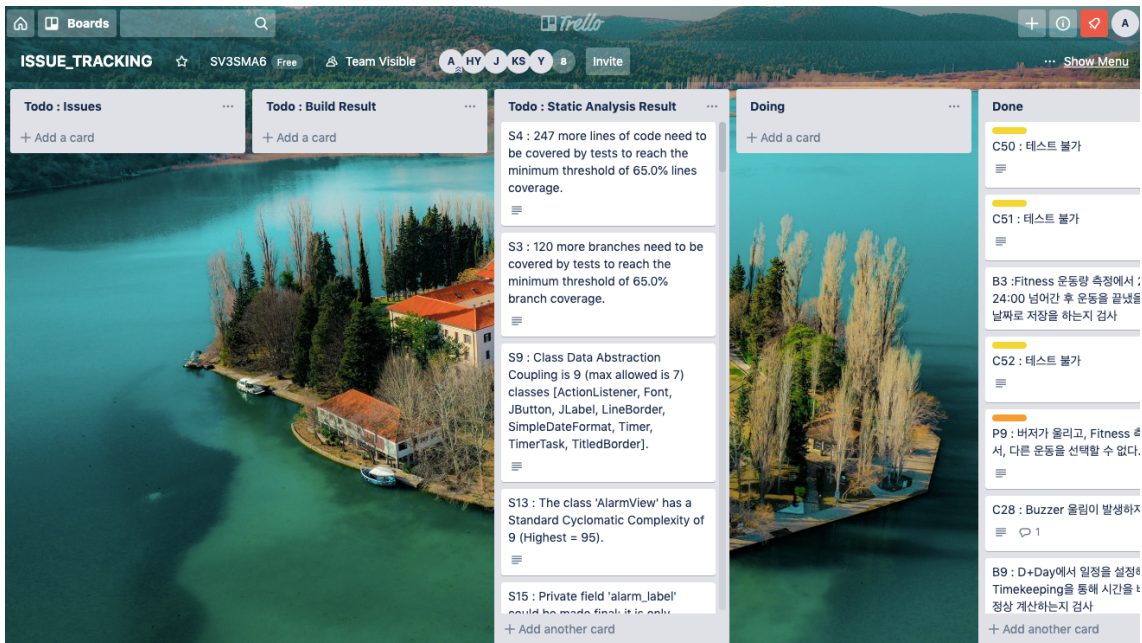 Boards
Trello
A
ISSUE_TRACKING
SV3SMA6 Free
Team Visible
A HY J KS Y 8
Invite
... Show Menu
Todo : Issues ...
+ Add a card
Todo : Build Result ...
+ Add a card
Todo : Static Analysis Result ...
S4 : 247 more lines of code need to
be covered by tests to reach the
minimum threshold of 65.0% lines
coverage.
S3 : 120 more branches need to be
covered by tests to reach the
minimum threshold of 65.0%
branch coverage.
S9 : Class Data Abstraction
Coupling is 9 (max allowed is 7)
classes [ActionListener, Font,
JButton, JLabel, LineBorder,
SimpleDateFormat, Timer,
TimerTask, TitledBorder].
S13 : The class 'AlarmView' has a
Standard Cyclomatic Complexity of
9 (Highest = 95).
S15 : Private field 'alarm_label'
could be made final; it is only
+ Add another card
Doing ...
+ Add a card
Done
C50 : 테스트 불가
C51 : 테스트 불가
B3 :Fitness 운동량 측정에서
24:00 넘어간 후 운동을 끝냈을
날짜로 저장을 하는지 검사
C52 : 테스트 불가
P9 : 버저가 울리고, Fitness
서, 다른 운동을 선택할 수 없다.
C28 : Buzzer 울림이 발생하지
1
B9 : D+Day에서 일정을 설정
Timekeeping을 통해 시간을
정상 계산하는지 검사
+ Add another card